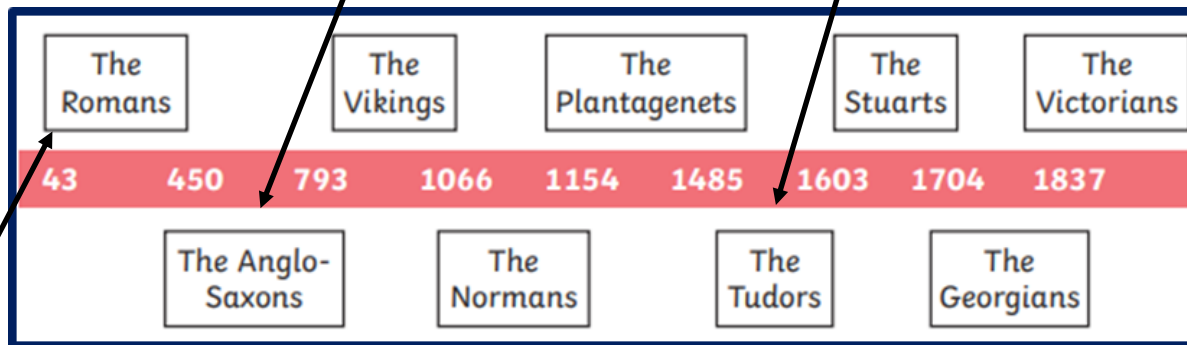 The
Romans
The
Vikings
The
Plantagenets
The
Stuarts
The
Victorians
43 450 793 1066 1154 1485 1603 1704 1837
The Anglo-
Saxons
The
Normans
The
Tudors
The
Georgians